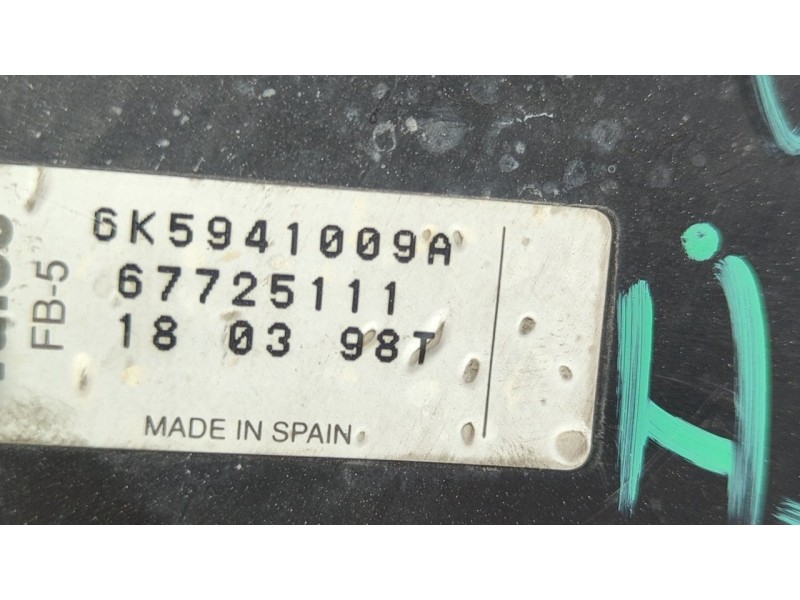 6K5941009A
67725111
18 03 98T
FB-5
MADE IN SPAIN
H